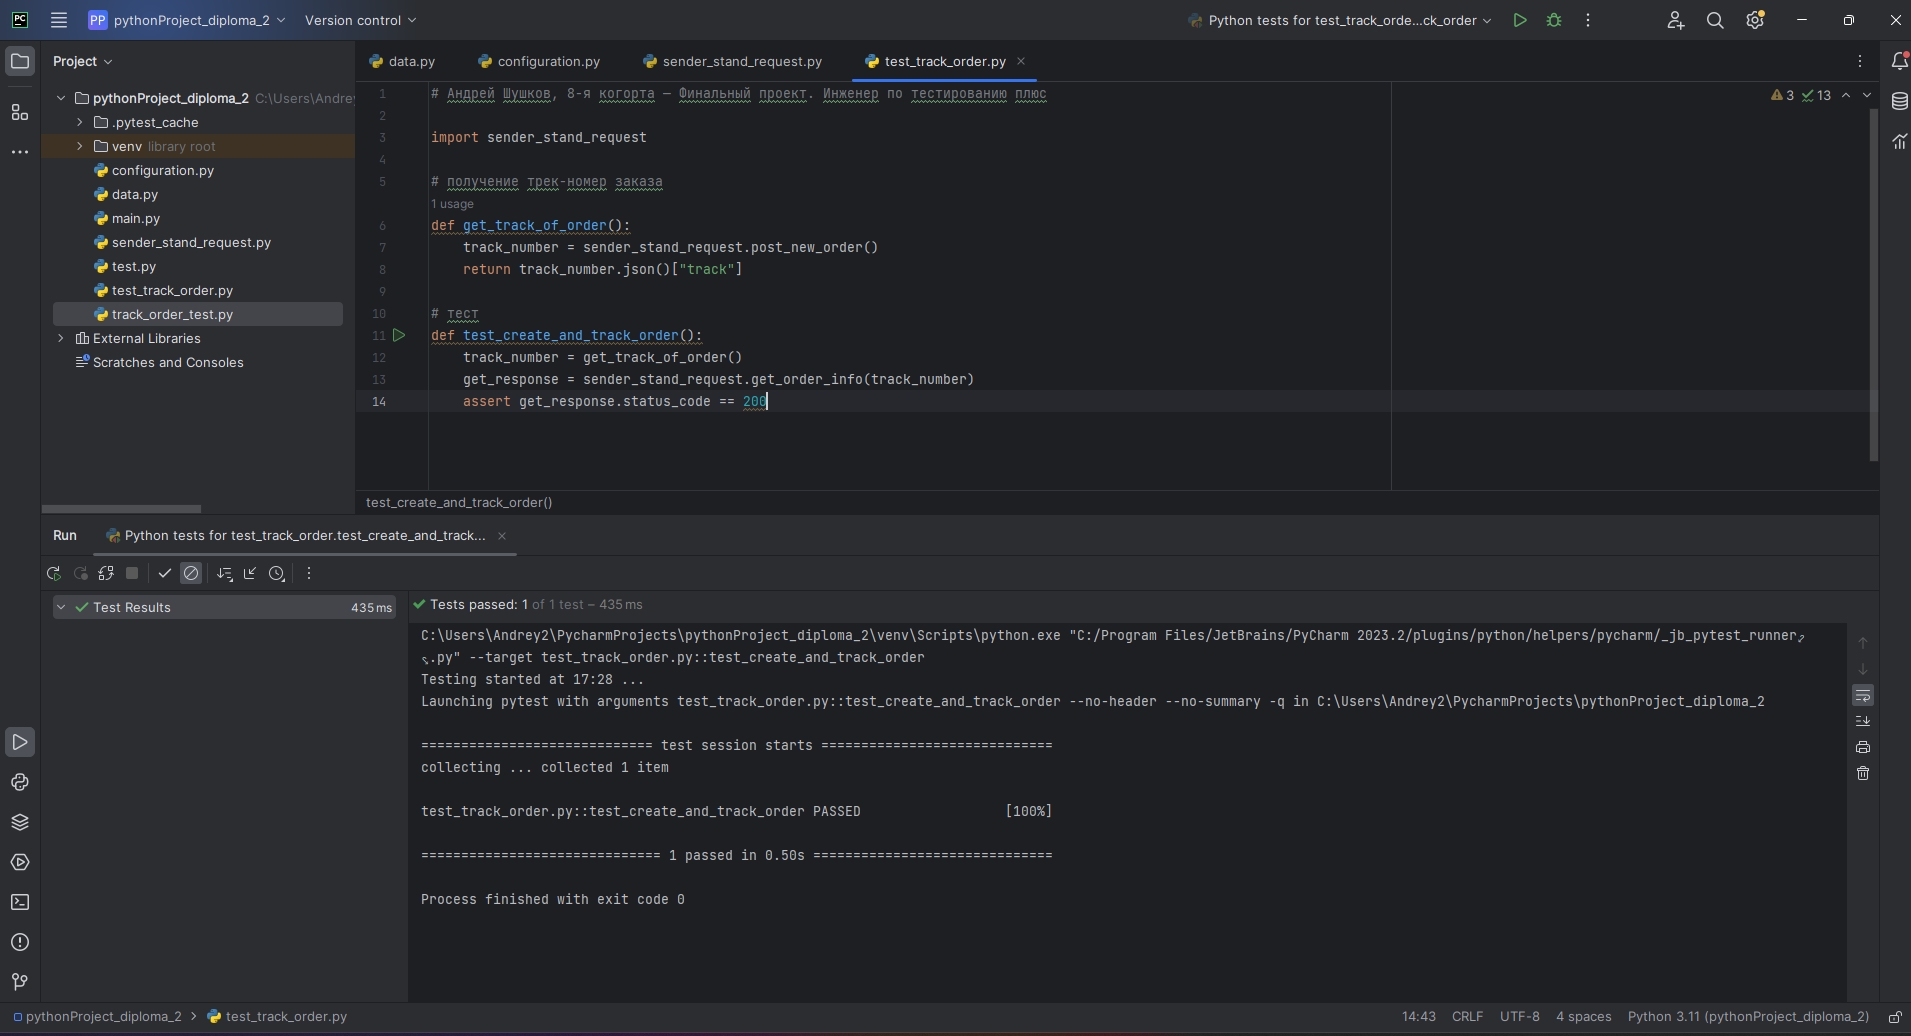 PC
PP pythonProject_diploma_2 Version control Python tests for test_track_orde...ck_order
Project
data.py configuration.py sender_stand_request.py test_track_order.py
pythonProject_diploma_2 C:\Users\Andrey
.pytest_cache
venv library root
configuration.py
data.py
main.py
sender_stand_request.py
test.py
test_track_order.py
track_order_test.py
External Libraries
Scratches and Consoles
3 13
1 # Андрей Шушков, 8-я когорта — Финальный проект. Инженер по тестированию плюс
2
3 import sender_stand_request
4
5 # получение трек-номер заказа
1 usage
6 def get_track_of_order():
7 track_number = sender_stand_request.post_new_order()
8 return track_number.json()["track"]
9
10 # тест
11 def test_create_and_track_order():
12 track_number = get_track_of_order()
13 get_response = sender_stand_request.get_order_info(track_number)
14 assert get_response.status_code == 200
test_create_and_track_order()
Run Python tests for test_track_order.test_create_and_track...
Test Results 435 ms
Tests passed: 1 of 1 test – 435 ms
C:\Users\Andrey2\PycharmProjects\pythonProject_diploma_2\venv\Scripts\python.exe "C:/Program Files/JetBrains/PyCharm 2023.2/plugins/python/helpers/pycharm/_jb_pytest_runner
.py" --target test_track_order.py::test_create_and_track_order
Testing started at 17:28 ...
Launching pytest with arguments test_track_order.py::test_create_and_track_order --no-header --no-summary -q in C:\Users\Andrey2\PycharmProjects\pythonProject_diploma_2
============================= test session starts =============================
collecting ... collected 1 item
test_track_order.py::test_create_and_track_order PASSED [100%]
============================== 1 passed in 0.50s ==============================
Process finished with exit code 0
pythonProject_diploma_2 > test_track_order.py 14:43 CRLF UTF-8 4 spaces Python 3.11 (pythonProject_diploma_2)